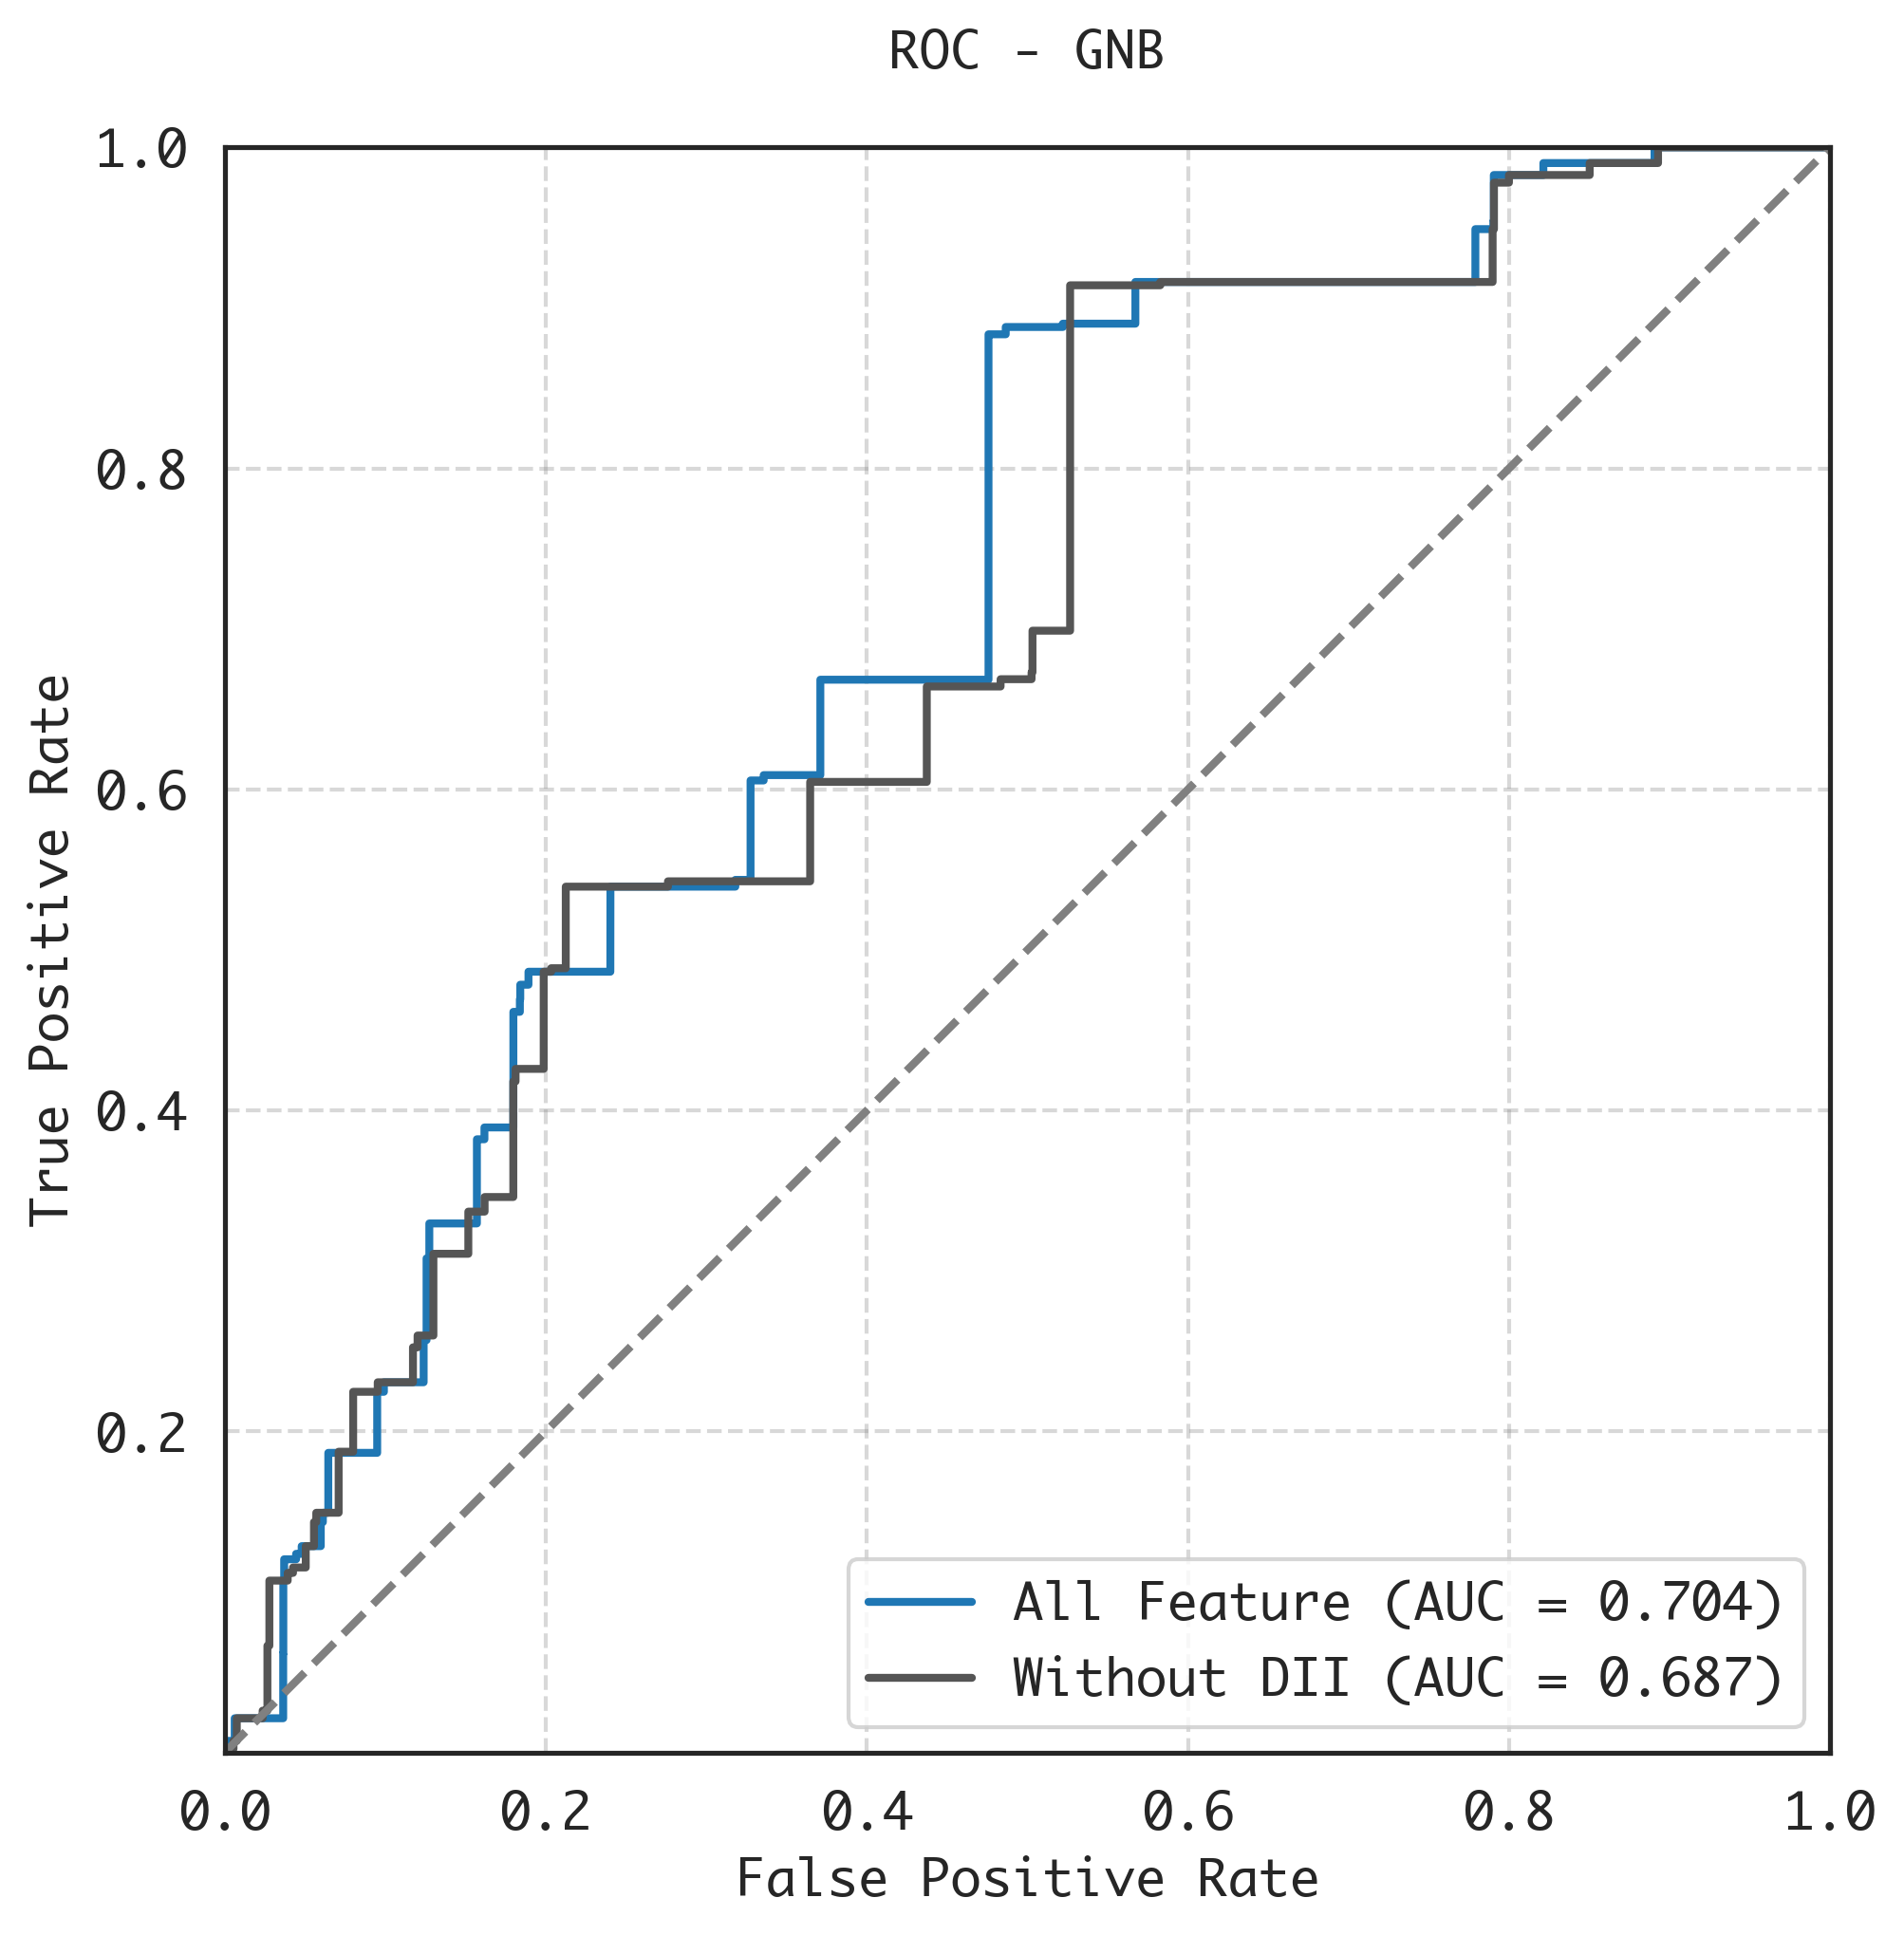 ROC - GNB
1.0
0.8
0.6
0.4
0.2
True Positive Rate
All Feature (AUC = 0.704)
Without DII (AUC = 0.687)
0.0 0.2 0.4 0.6 0.8 1.0
False Positive Rate